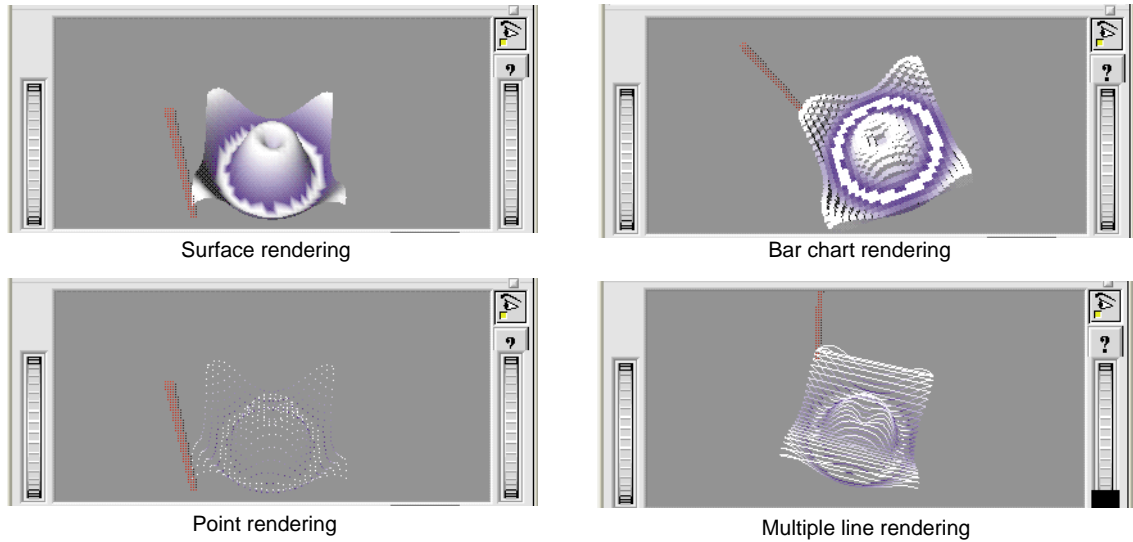 ?
?
Surface rendering
Bar chart rendering
?
?
Point rendering
Multiple line rendering